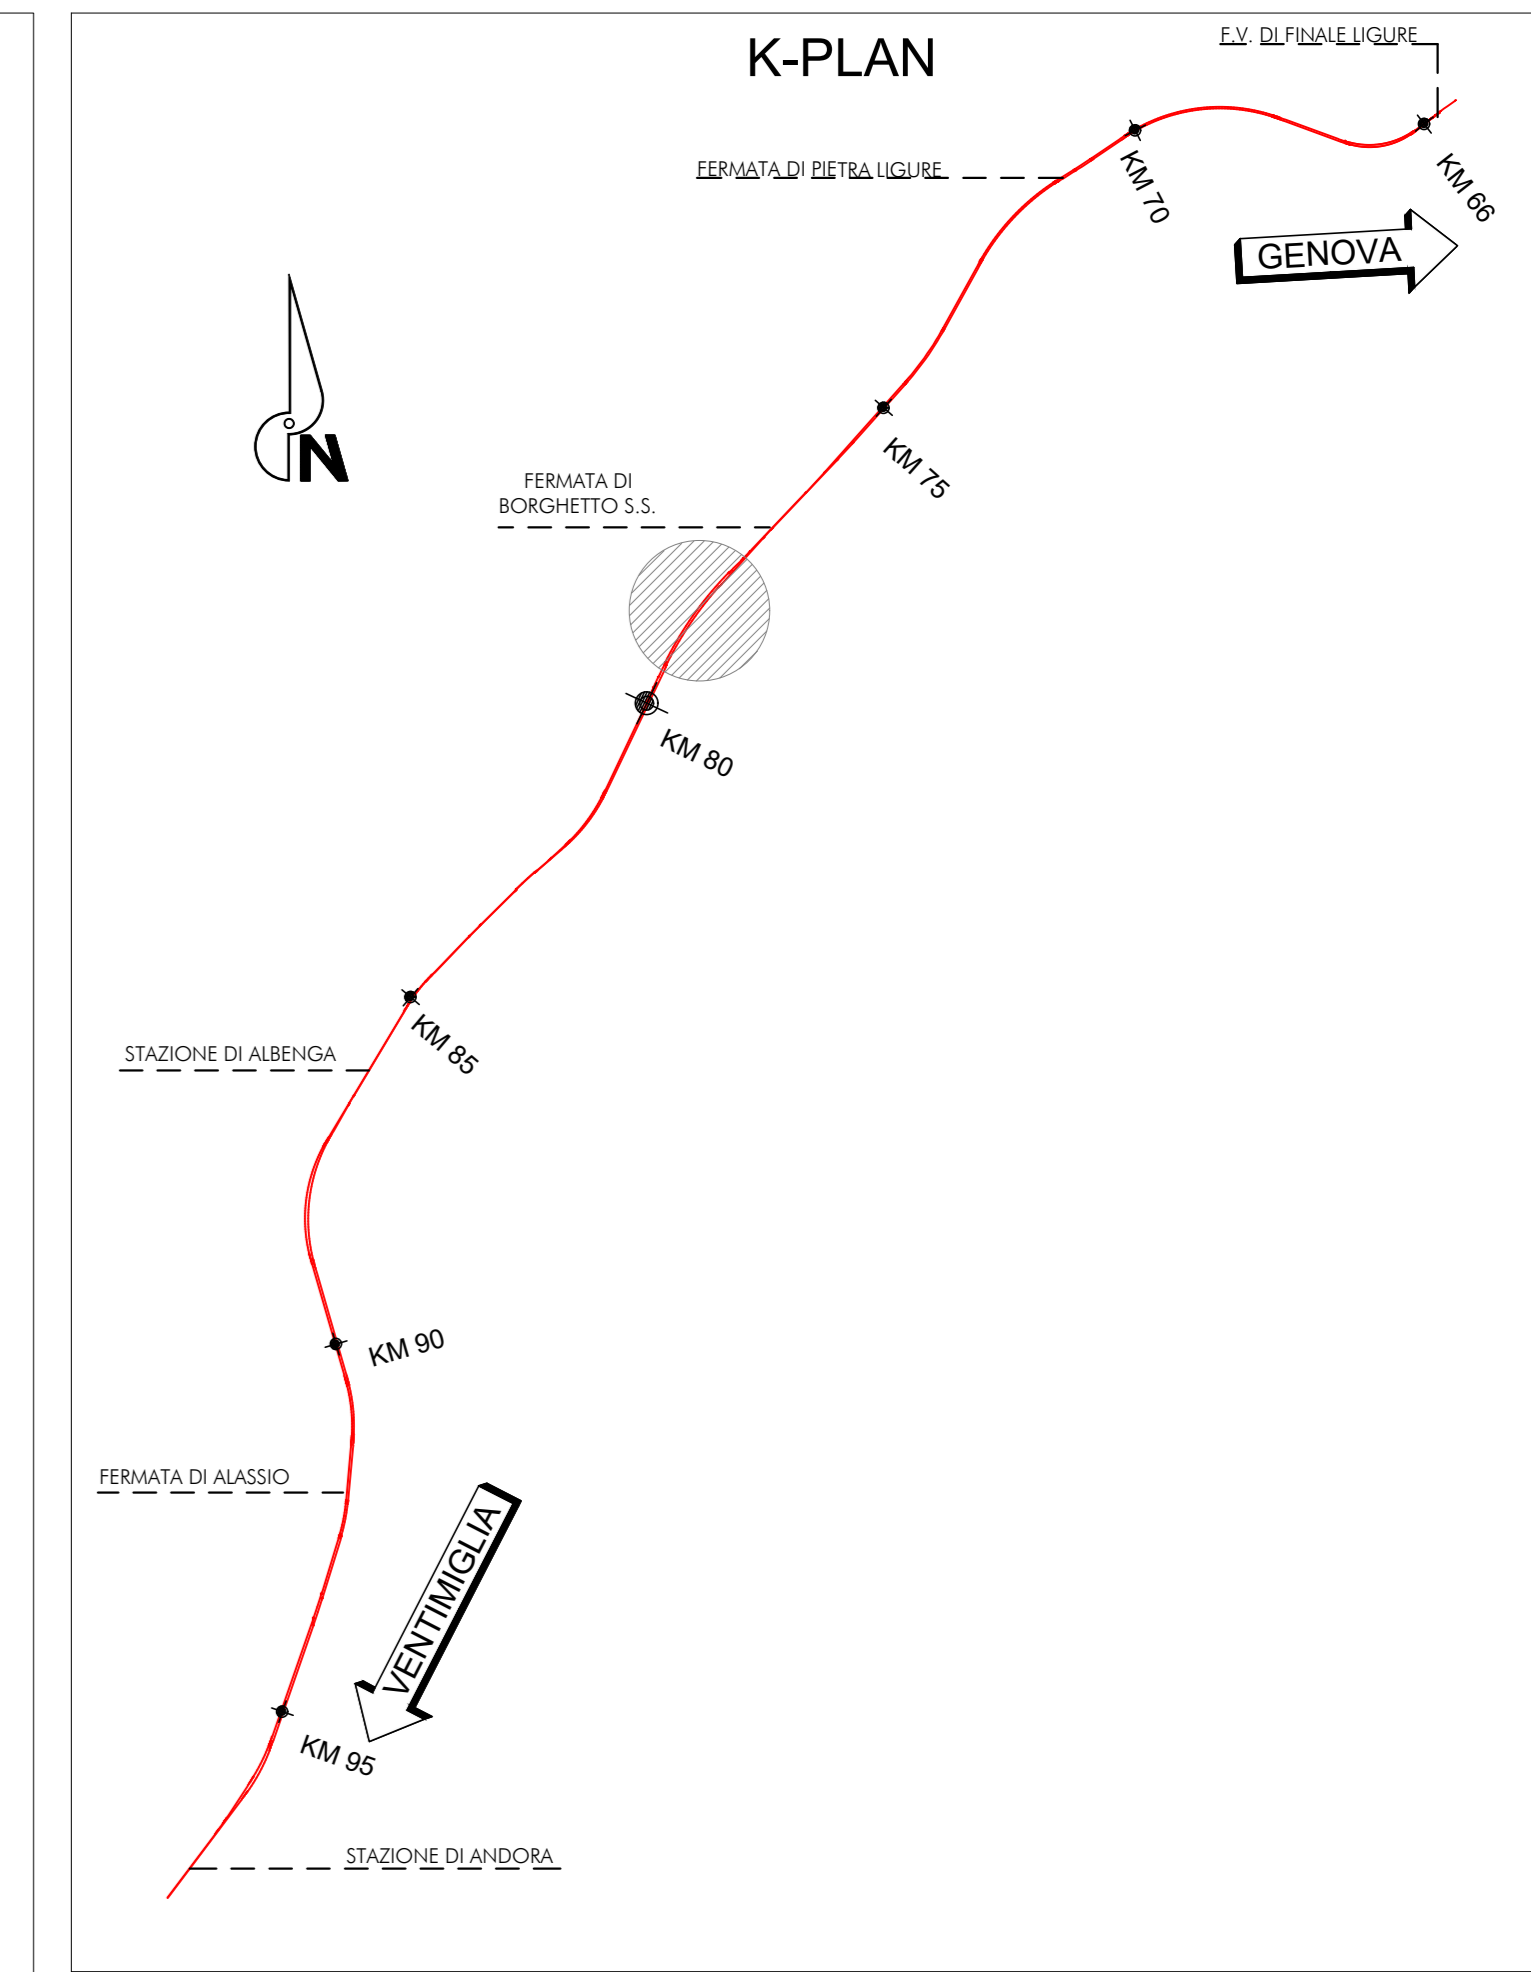 K-PLAN
F.V. DI FINALE LIGURE
FERMATA DI PIETRA LIGURE
KM 70
KM 66
GENOVA
N
KM 75
FERMATA DI
BORGHETTO S.S.
KM 80
KM 85
STAZIONE DI ALBENGA
KM 90
FERMATA DI ALASSIO
VENTIMIGLIA
KM 95
STAZIONE DI ANDORA